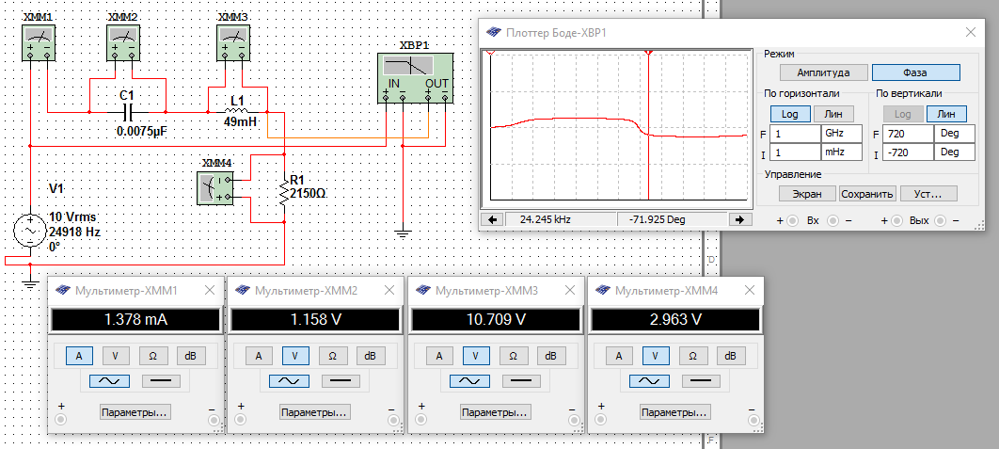 XMM1
XMM2
XMM3
XBP1
IN
OUT
C1
0.0075µF
L1
49mH
XMM4
R1
2150Ω
V1
10 Vrms
24918 Hz
0°
Плоттер Боде-XBP1
Режим
Амплитуда
Фаза
По горизонтали
По вертикали
Log
Лин
Log
Лин
F
1
GHz
F
720
Deg
I
1
mHz
I
-720
Deg
Управление
Экран
Сохранить
Уст...
24.245 kHz
-71.925 Deg
+
Вх
−
+
Вых
−
D
Мультиметр-XMM1
1.378 mA
A
V
Ω
dB
+
Параметры...
−
Мультиметр-XMM2
1.158 V
A
V
Ω
dB
+
Параметры...
−
Мультиметр-XMM3
10.709 V
A
V
Ω
dB
+
Параметры...
−
Мультиметр-XMM4
2.963 V
A
V
Ω
dB
+
Параметры...
−